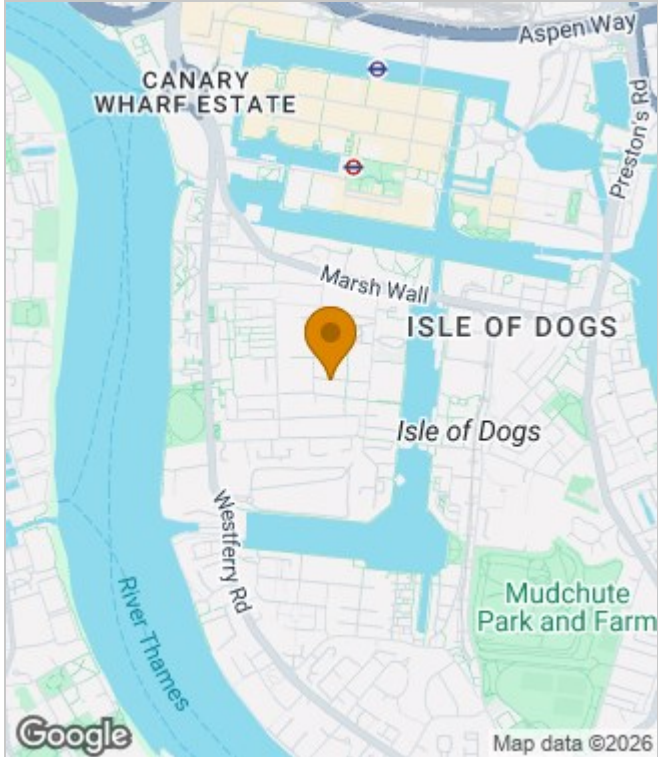 Aspen Way
CANARY
WHARF ESTATE
Preston's Rd
Marsh Wall
ISLE OF DOGS
Isle of Dogs
Westferry Rd
River Thames
Mudchute
Park and Farm
Google
Map data ©2026